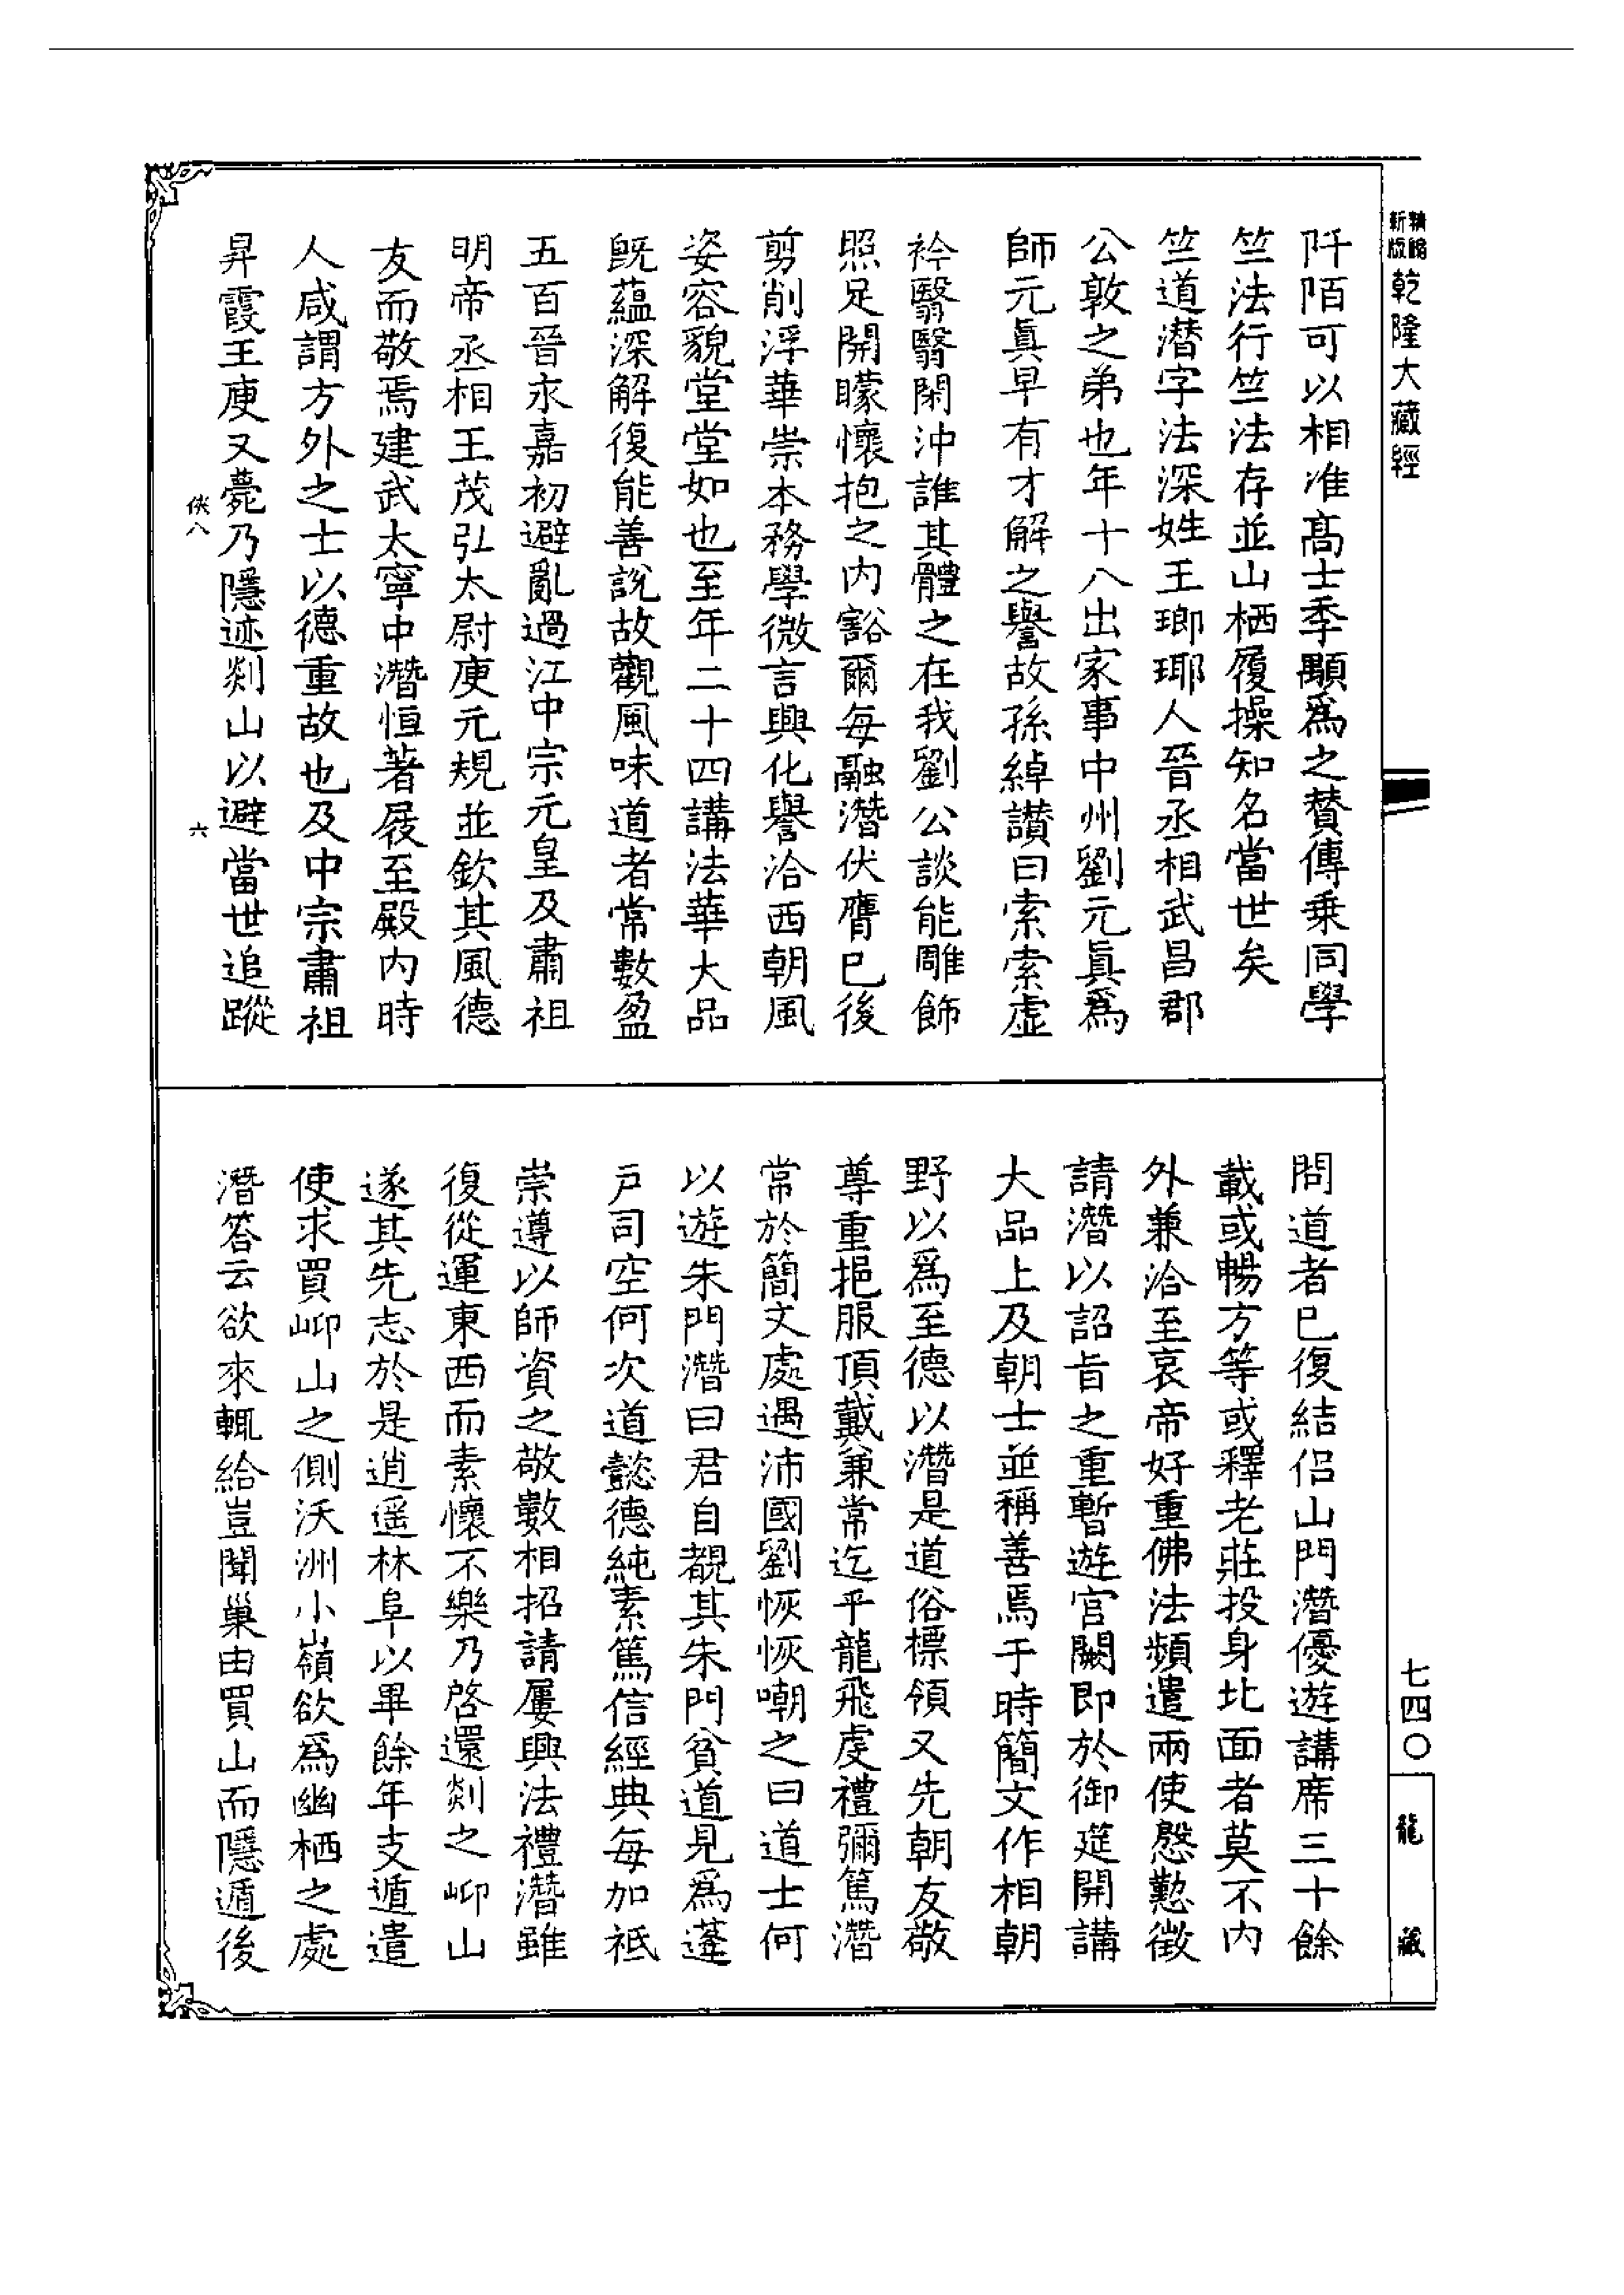 精縮新版乾隆大藏經
阡陌可以相准高士季顒為之贊傳乘同學
竺法行竺法存並山栖履操知名當世矣
竺道潛字法深姓王瑯琊人晉丞相武昌郡
公敦之弟也年十八出家事中州劉元眞爲
師元眞早有才解之譽故孫綽讚曰索索虛
衿翳翳閑沖誰其體之在我劉公談能雕飾
照足開矇懷抱之內豁爾每融潛伏膺已後
剪削浮華崇本務學微言興化譽洽西朝風
姿容貌堂堂如也至年二十四講法華大品
旣蘊深解復能善說故觀風味道者常數盈
五百晉永嘉初避亂過江中宗元皇及肅祖
明帝丞相王茂弘太尉庾元規並欽其風德
友而敬焉建武太寧中潛恒著屐至殿內時
人咸謂方外之士以德重故也及中宗肅祖
昇霞王庾又薨乃隱迹剡山以避當世追蹤
俠八
六
問道者已復結侶山門潛優遊講席三十餘
載或暢方等或釋老莊投身北面者莫不內
外兼洽至哀帝好重佛法頻遣兩使慇懃徵
請潛以詔旨之重暫遊宮闕即於御筵開講
大品上及朝士並稱善焉于時簡文作相朝
野以爲至德以潛是道俗標領又先朝友敬
尊重挹服頂戴兼常迄乎龍飛虔禮彌篤潛
常於簡文處遇沛國劉恢恢嘲之曰道士何
以遊朱門潛曰君自覩其朱門貧道見爲蓬
戶司空何次道懿德純素篤信經典每加祇
崇遵以師資之敬數數相招請屢興法禮潛雖
復從運東西而素懷不樂乃啓還剡之岬山
遂其先志於是逍遥林阜以畢餘年支遁遣
使求買岬山之側沃洲小嶺欲爲幽栖之處
潛答云欲來輒給豈聞巢由買山而隱遁後
七四〇
龍藏